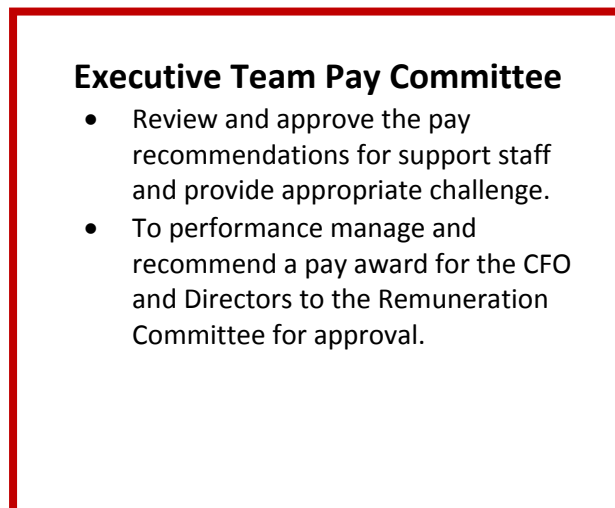 Executive Team Pay Committee
• Review and approve the pay
recommendations for support staff
and provide appropriate challenge.
• To performance manage and
recommend a pay award for the CFO
and Directors to the Remuneration
Committee for approval.